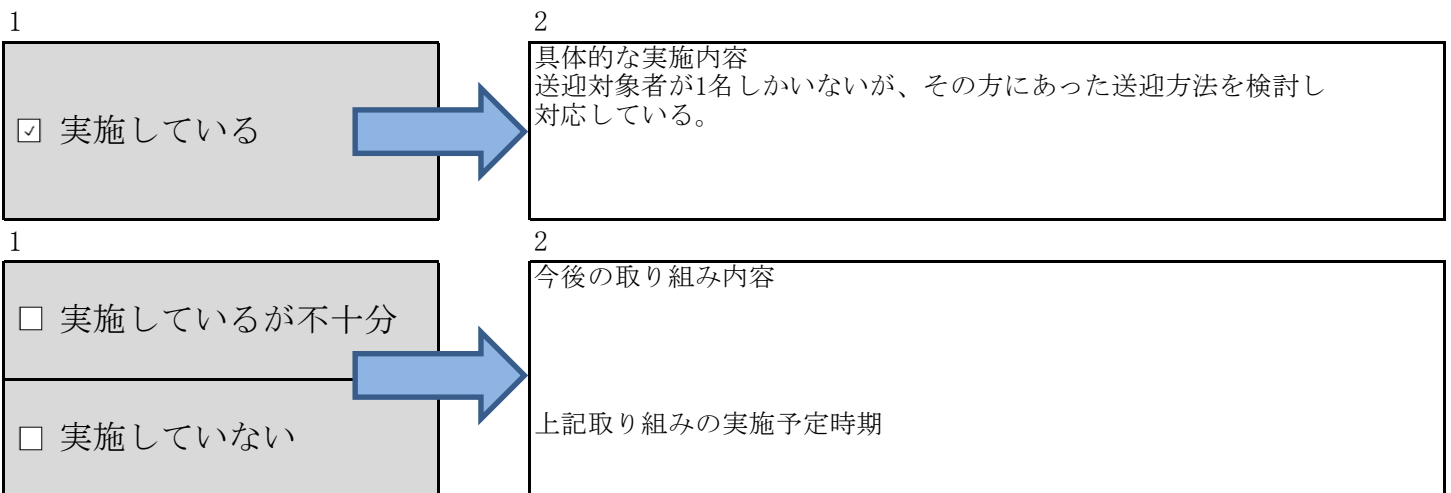 1
2
☑ 実施している
具体的な実施内容
送迎対象者が1名しかいないが、その方にあった送迎方法を検討し
対応している。
1
2
☐ 実施しているが不十分
☐ 実施していない
今後の取り組み内容
上記取り組みの実施予定時期